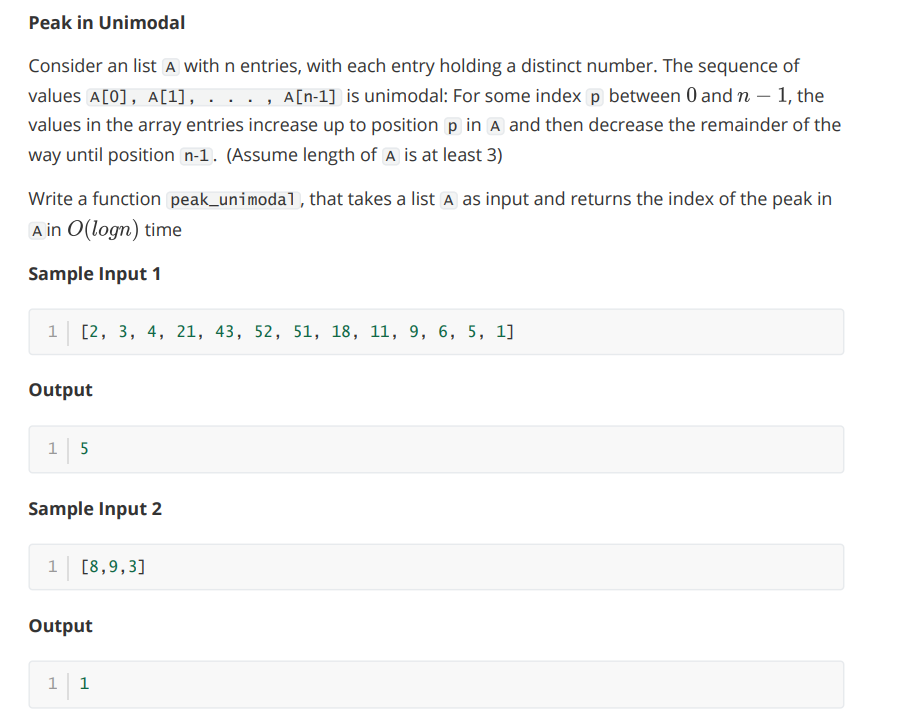 Peak in Unimodal
Consider an list A with n entries, with each entry holding a distinct number. The sequence of
values A[0], A[1], . . . , A[n-1] is unimodal: For some index p between 0 and n − 1, the
values in the array entries increase up to position p in A and then decrease the remainder of the
way until position n-1. (Assume length of A is at least 3)
Write a function peak_unimodal, that takes a list A as input and returns the index of the peak in
A in O(logn) time
Sample Input 1
1 [2, 3, 4, 21, 43, 52, 51, 18, 11, 9, 6, 5, 1]
Output
1 5
Sample Input 2
1 [8,9,3]
Output
1 1